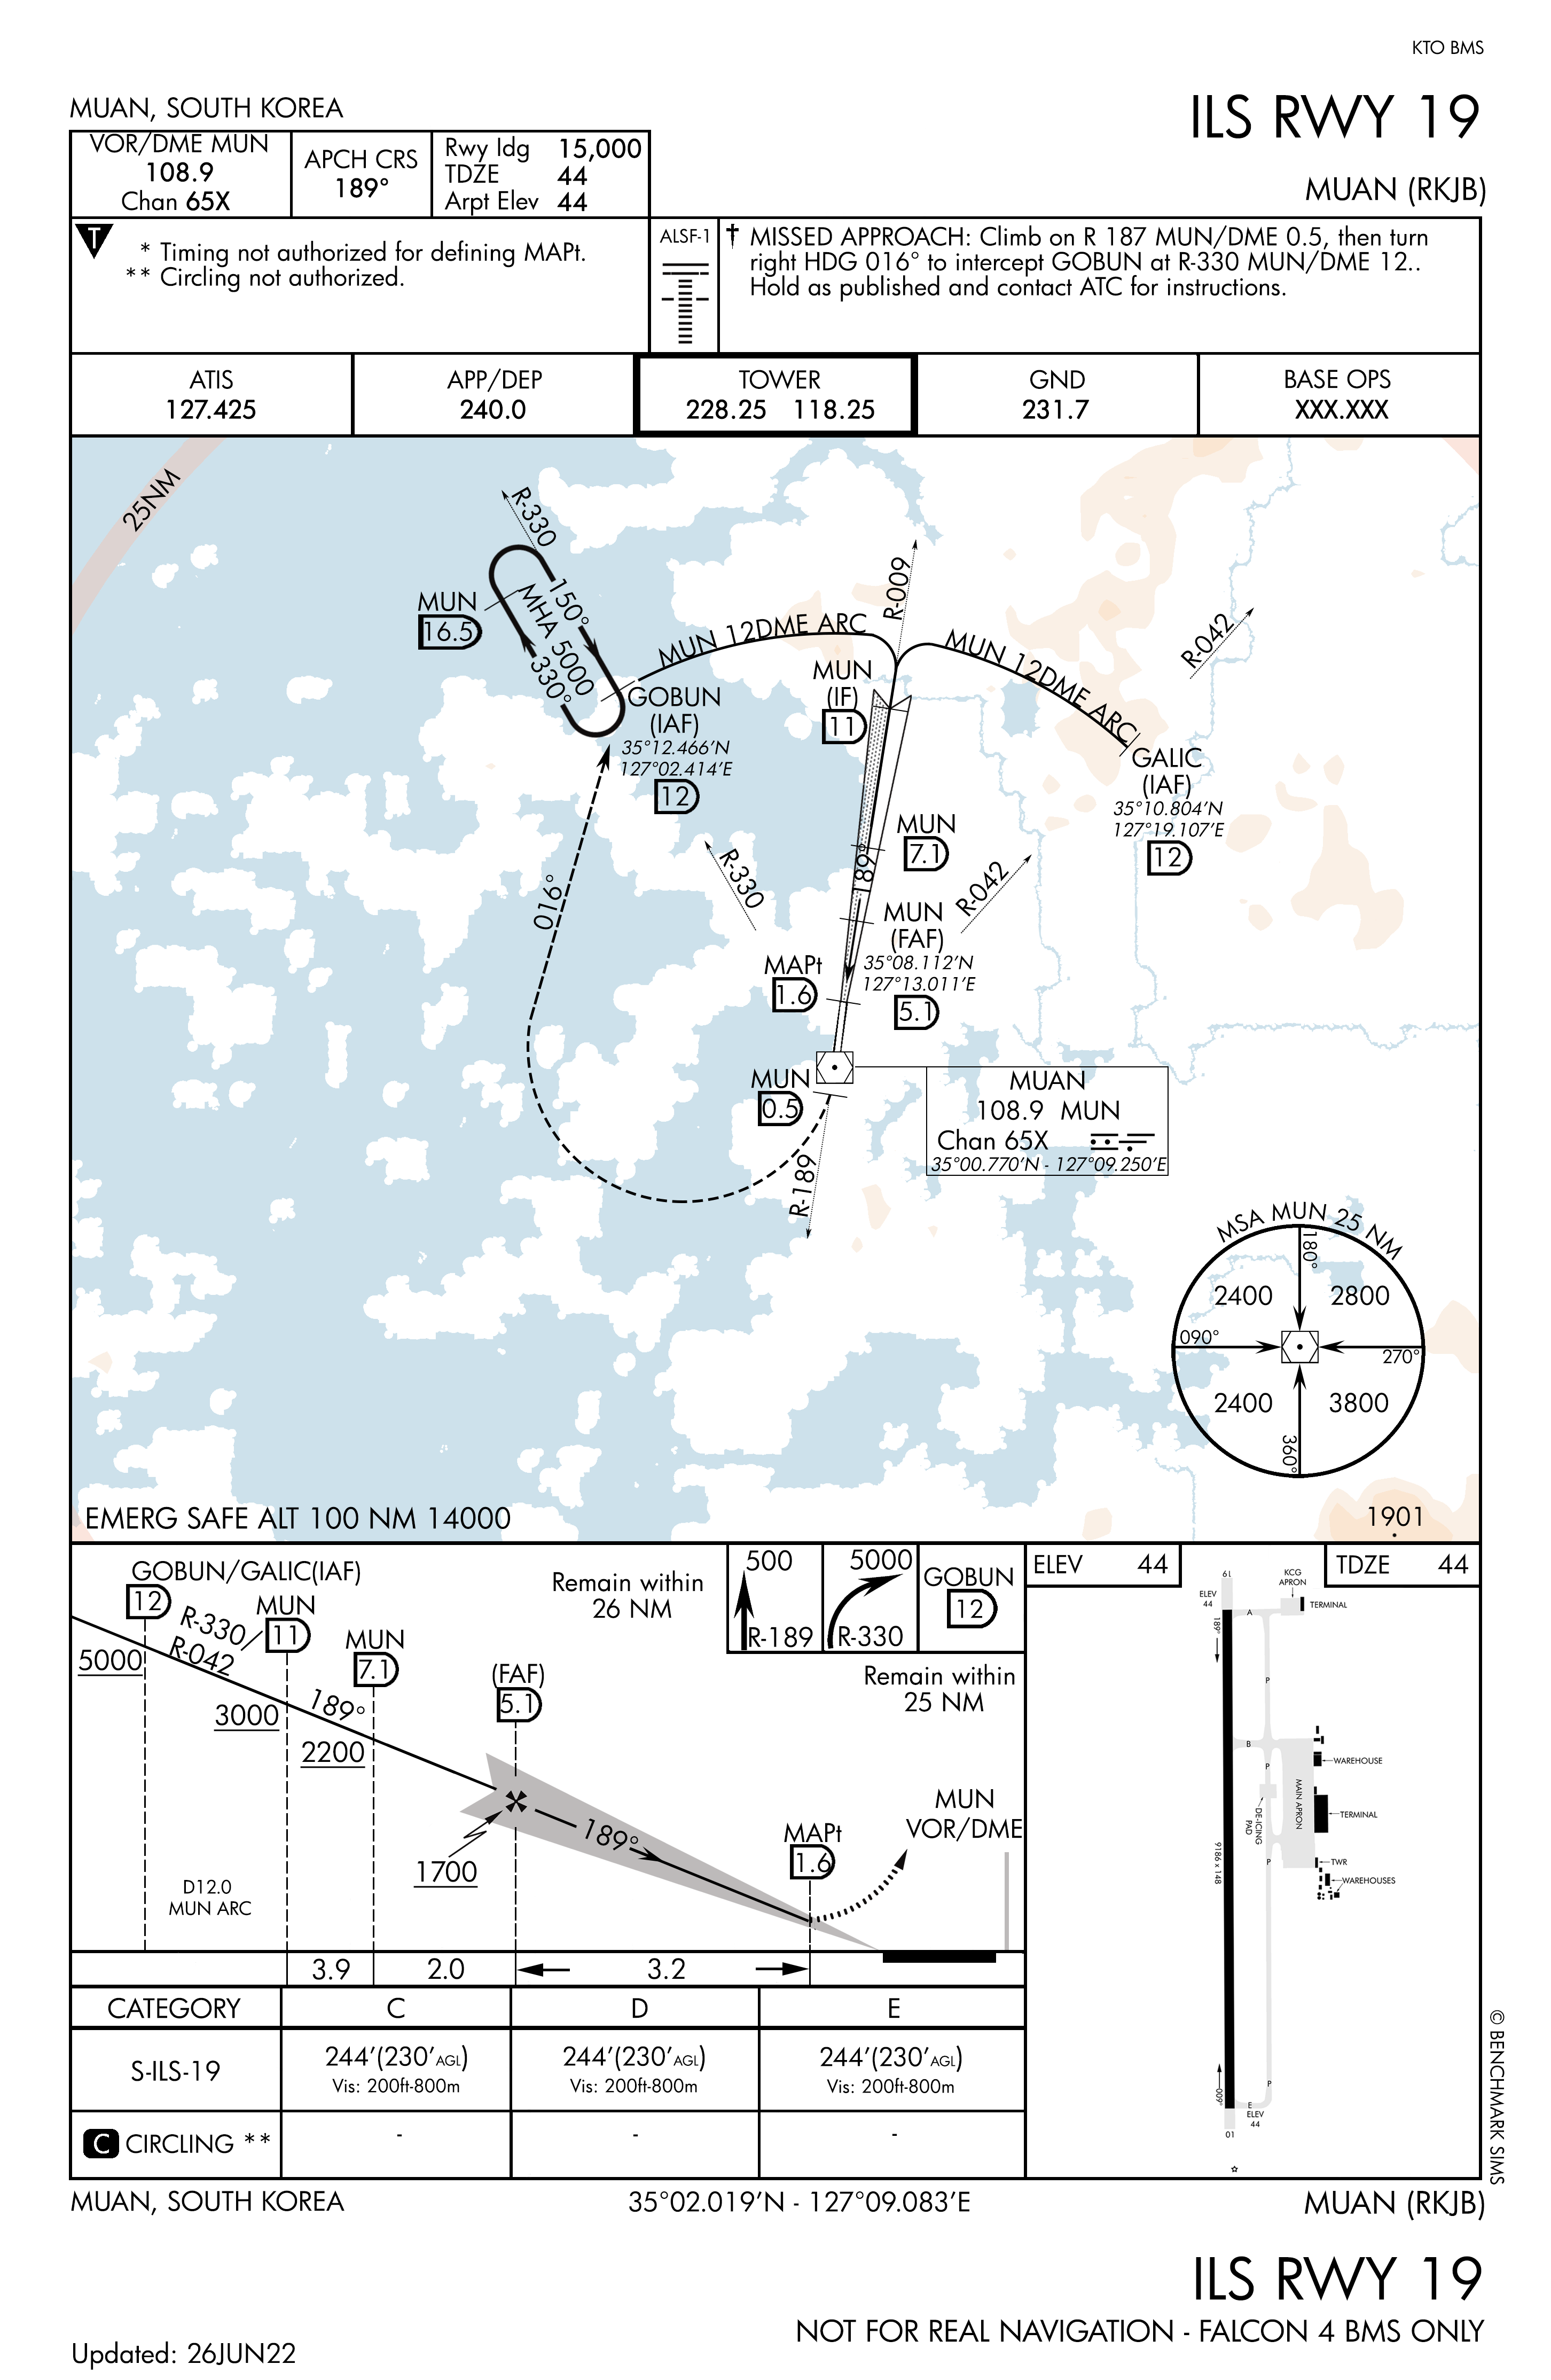 KTO BMS
MUAN, SOUTH KOREA
ILS RWY 19
MUAN (RKJB)
VOR/DME MUN
108.9
Chan 65X
APCH CRS
189°
Rwy ldg 15,000
TDZE 44
Arpt Elev 44
T
* Timing not authorized for defining MAPt.
** Circling not authorized.
ALSF-1
† MISSED APPROACH: Climb on R 187 MUN/DME 0.5, then turn
right HDG 016° to intercept GOBUN at R-330 MUN/DME 12..
Hold as published and contact ATC for instructions.
ATIS
127.425
APP/DEP
240.0
TOWER
228.25 118.25
GND
231.7
BASE OPS
XXX.XXX
25NM
R-330
MUN
16.5
150°
MHA 5000
330°
MUN 12DME ARC
R-009
MUN 12DME ARC
R-042
GOBUN
(IAF)
35°12.466'N
127°02.414'E
12
MUN
(IF)
11
GALIC
(IAF)
35°10.804'N
127°19.107'E
12
MUN
7.1
189°
R-330
R-042
016°
MUN
(FAF)
35°08.112'N
127°13.011'E
5.1
MAPt
1.6
MUN
0.5
R-189
MUAN
108.9 MUN
Chan 65X
35°00.770'N - 127°09.250'E
MSA MUN 25 NM
180°
2400
2800
090°
270°
2400
3800
360°
EMERG SAFE ALT 100 NM 14000
1901
GOBUN/GALIC(IAF)
12
R-330/
R-042
MUN
11
MUN
7.1
(FAF)
5.1
Remain within
26 NM
500
R-189
5000
R-330
GOBUN
12
Remain within
25 NM
5000
3000
189°
2200
1700
189°
MAPt
1.6
MUN
VOR/DME
D12.0
MUN ARC
3.9
2.0
3.2
CATEGORY
C
D
E
S-ILS-19
244'(230'AGL)
Vis: 200ft-800m
244'(230'AGL)
Vis: 200ft-800m
244'(230'AGL)
Vis: 200ft-800m
C CIRCLING **
-
-
-
ELEV 44
TDZE 44
19
ELEV
44
189°
KCG
APRON
TERMINAL
A
P
B
P
WAREHOUSE
MAIN APRON
DE-ICING
PAD
TERMINAL
9186 x 148
P
TWR
WAREHOUSES
P
009°
E
ELEV
44
01
© BENCHMARK SIMS
MUAN, SOUTH KOREA
35°02.019'N - 127°09.083'E
MUAN (RKJB)
ILS RWY 19
NOT FOR REAL NAVIGATION - FALCON 4 BMS ONLY
Updated: 26JUN22